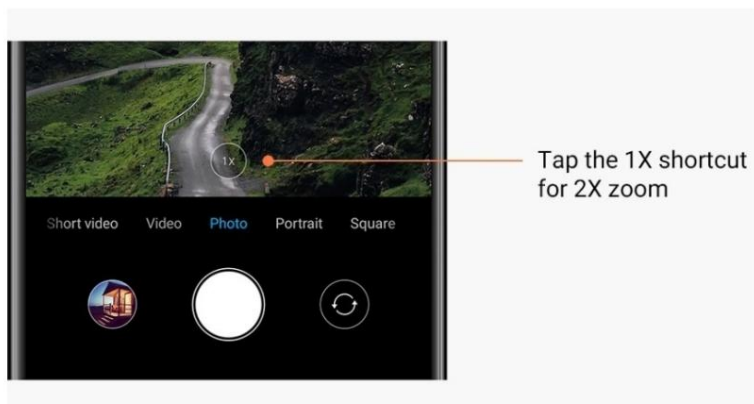 1X
Tap the 1X shortcut
for 2X zoom
Short video Video Photo Portrait Square